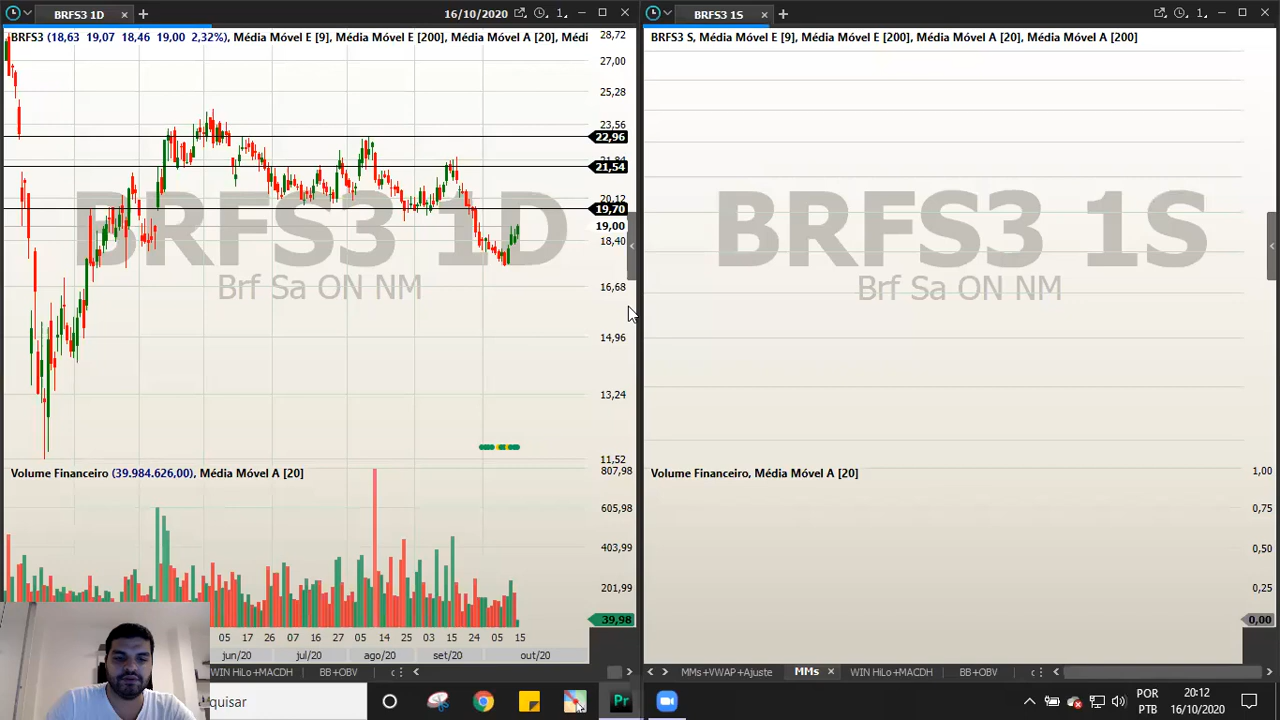 BRFS3 1D
16/10/2020
1
BRFS3 (18,63 19,07 18,46 19,00 2,32%), Média Móvel E [9], Média Móvel E [200], Média Móvel A [20], Médi
28,72
27,00
25,28
23,56
22,96
21,84
21,54
20,12
19,70
19,00
18,40
16,68
14,96
13,24
11,52
BRFS3 1D
Brf Sa ON NM
Volume Financeiro (39.984.626,00), Média Móvel A [20]
807,98
605,98
403,99
201,99
39,98
05 17 26 07 16 27 05 14 25 03 15 24 05 15
jun/20 jul/20 ago/20 set/20 out/20
WIN HiLo+MACDH BB+OBV
BRFS3 1S
1
BRFS3 S, Média Móvel E [9], Média Móvel E [200], Média Móvel A [20], Média Móvel A [200]
BRFS3 1S
Brf Sa ON NM
Volume Financeiro, Média Móvel A [20]
1,00
0,75
0,50
0,25
0,00
MMs+VWAP+Ajuste MMs WIN HiLo+MACDH BB+OBV
quisar
Pr
POR
PTB
20:12
16/10/2020